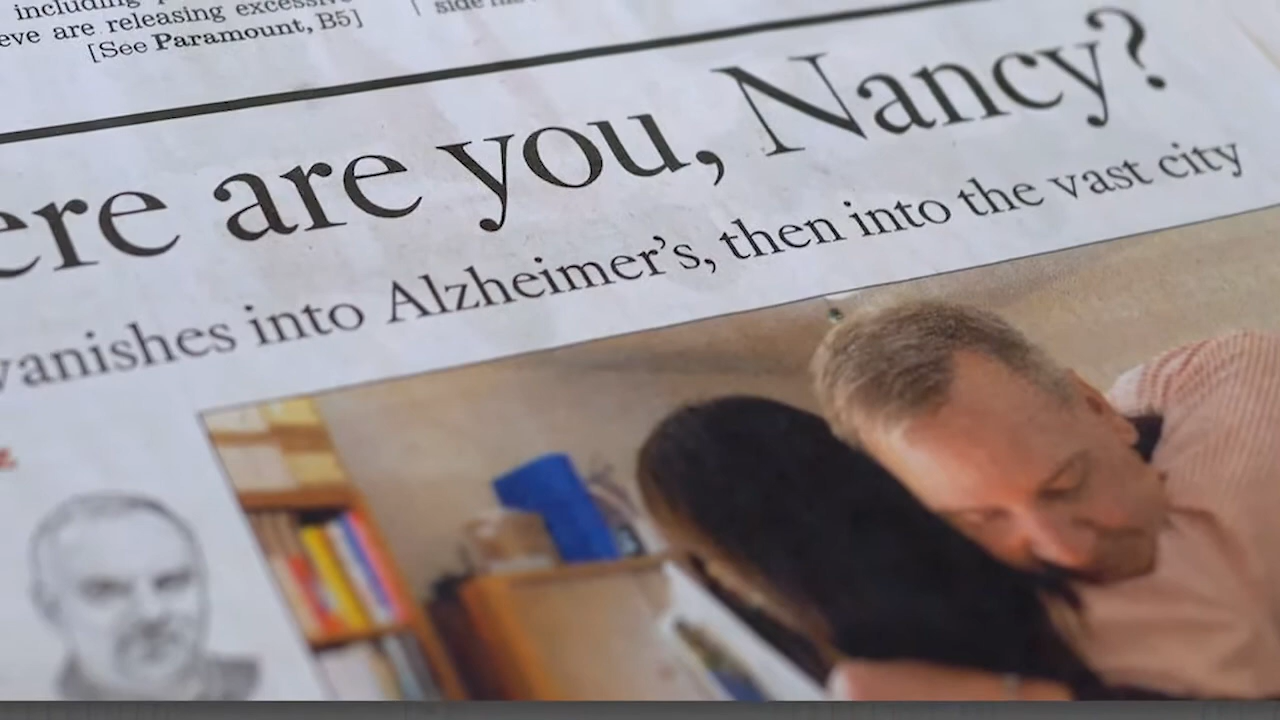 including
eve are releasing excessive
[See Paramount, B5]
ere are you, Nancy?
vanishes into Alzheimer's, then into the vast city